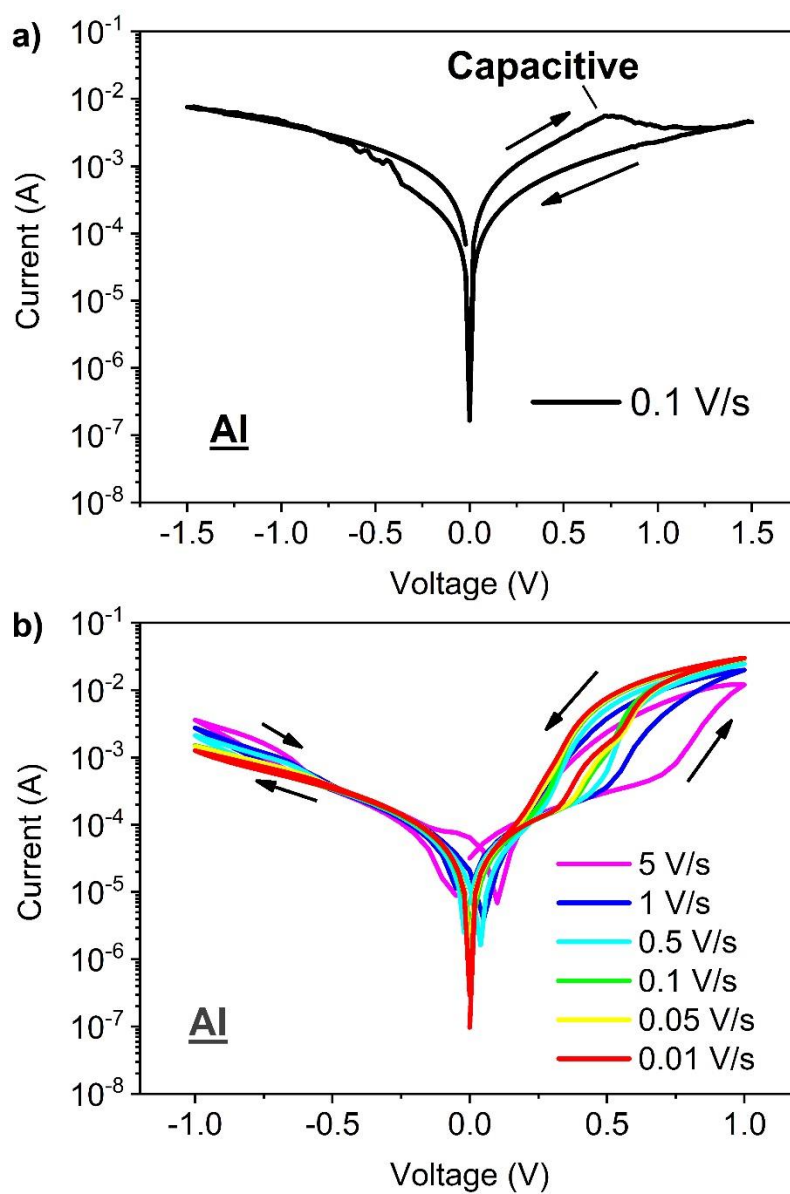 a)
Capacitive
Current (A)
10-1
10-2
10-3
10-4
10-5
10-6
10-7
10-8
Al
0.1 V/s
-1.5 -1.0 -0.5 0.0 0.5 1.0 1.5
Voltage (V)
b)
Current (A)
10-1
10-2
10-3
10-4
10-5
10-6
10-7
10-8
5 V/s
1 V/s
0.5 V/s
0.1 V/s
0.05 V/s
0.01 V/s
Al
-1.0 -0.5 0.0 0.5 1.0
Voltage (V)